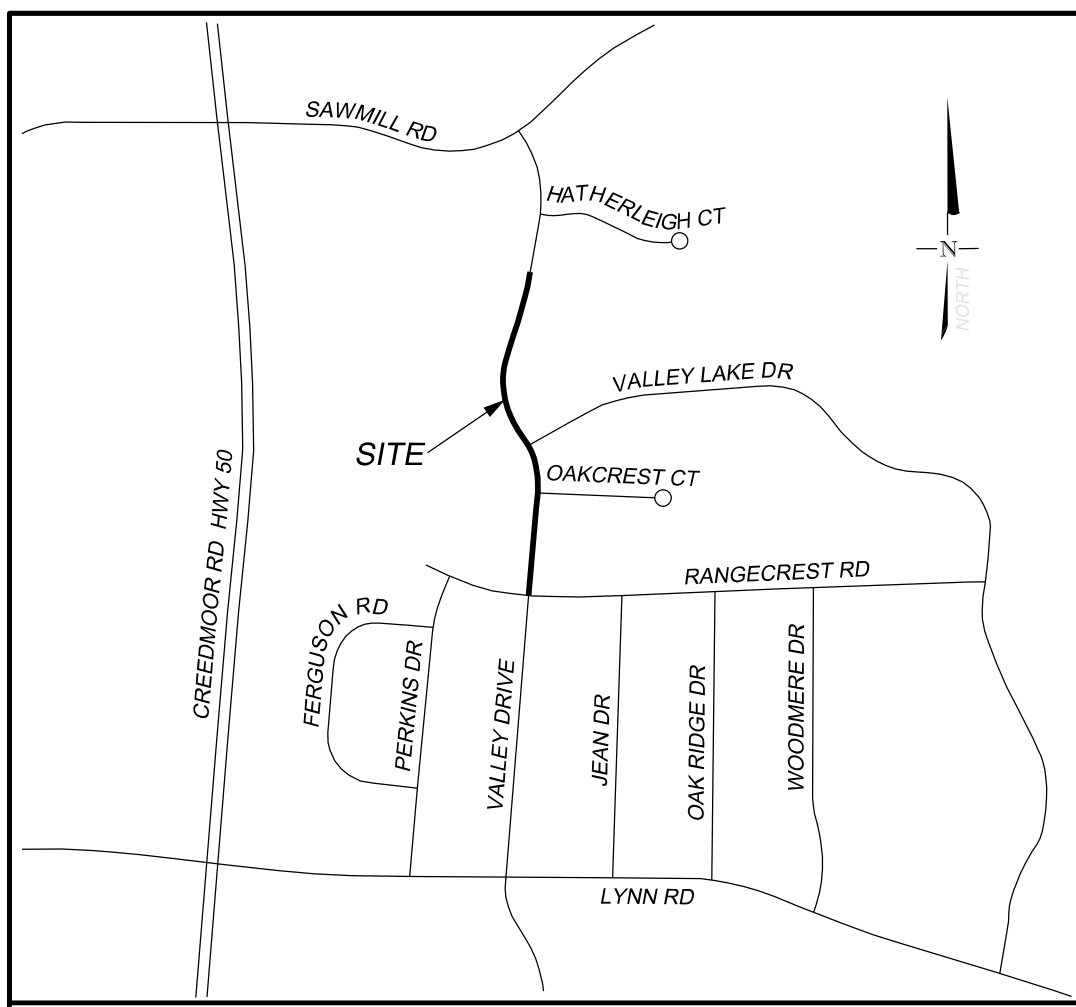 SAWMILL RD
HATHERLEIGH CT
N
NORTH
VALLEY LAKE DR
SITE
OAKCREST CT
CREEDMOOR RD HWY 50
RANGECREST RD
FERGUSON RD
PERKINS DR
VALLEY DRIVE
JEAN DR
OAK RIDGE DR
WOODMERE DR
LYNN RD